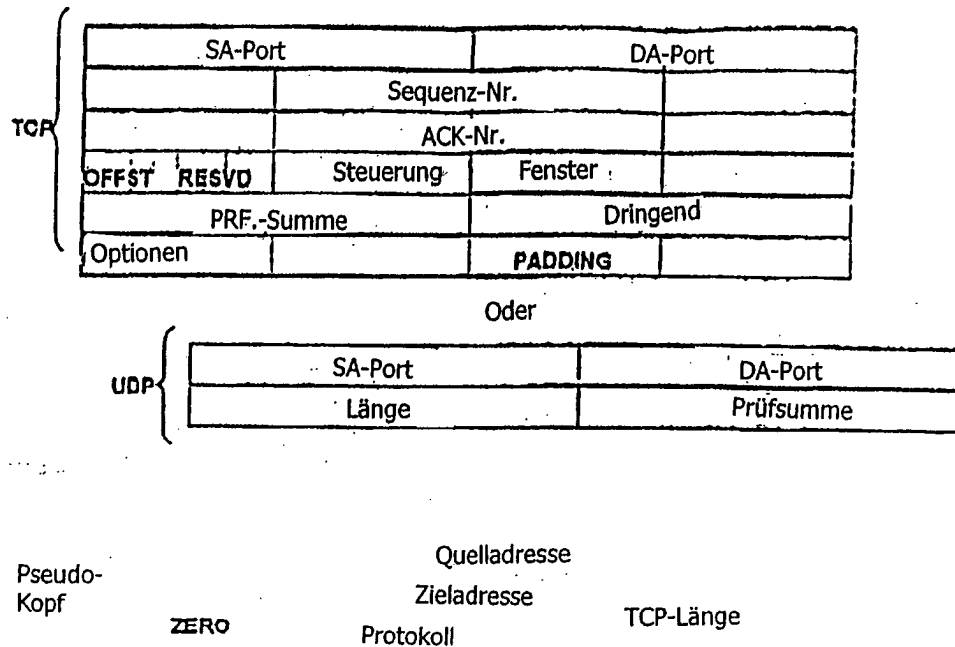 SA-Port DA-Port
Sequenz-Nr.
TCP
ACK-Nr.
OFFST RESVD Steuerung Fenster
PRF.-Summe Dringend
Optionen PADDING
Oder
UDP
SA-Port DA-Port
Länge Prüfsumme
Pseudo-
Kopf
Quelladresse
Zieladresse
ZERO Protokoll TCP-Länge